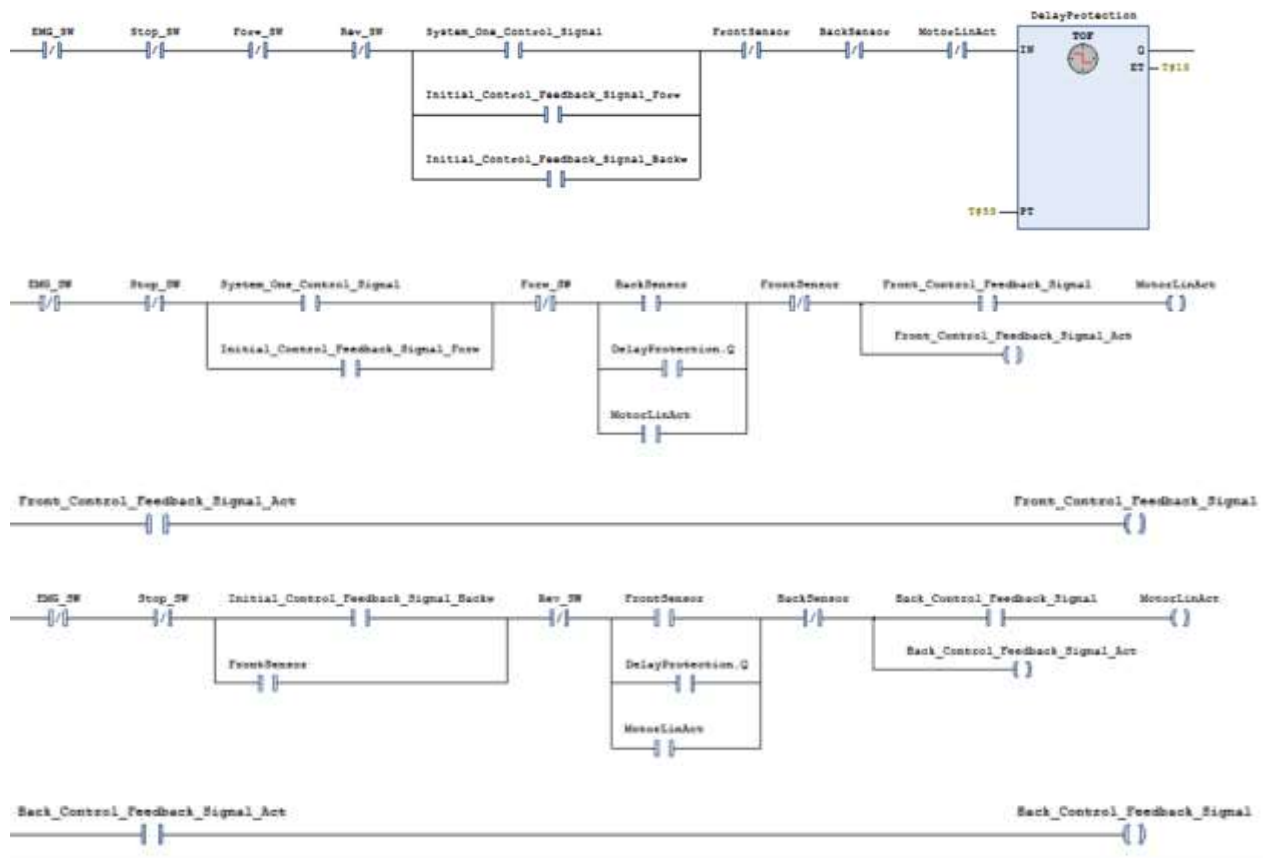 DelayProtection
EMG_SW Stop_SW Forw_SW Rev_SW System_One_Control_Signal FrontSensor BackSensor MotorLinAct TOF
IN Q
ET
Initial_Control_Feedback_Signal_Forw
Initial_Control_Feedback_Signal_Backw
PT
EMG_SW Stop_SW System_One_Control_Signal Forw_SW BackSensor FrontSensor Front_Control_Feedback_Signal MotorLinAct
Initial_Control_Feedback_Signal_Forw DelayProtection.Q Front_Control_Feedback_Signal_Act
MotorLinAct
Front_Control_Feedback_Signal_Act Front_Control_Feedback_Signal
EMG_SW Stop_SW Initial_Control_Feedback_Signal_Backw Rev_SW FrontSensor BackSensor Back_Control_Feedback_Signal MotorLinAct
FrontSensor DelayProtection.Q Back_Control_Feedback_Signal_Act
MotorLinAct
Back_Control_Feedback_Signal_Act Back_Control_Feedback_Signal